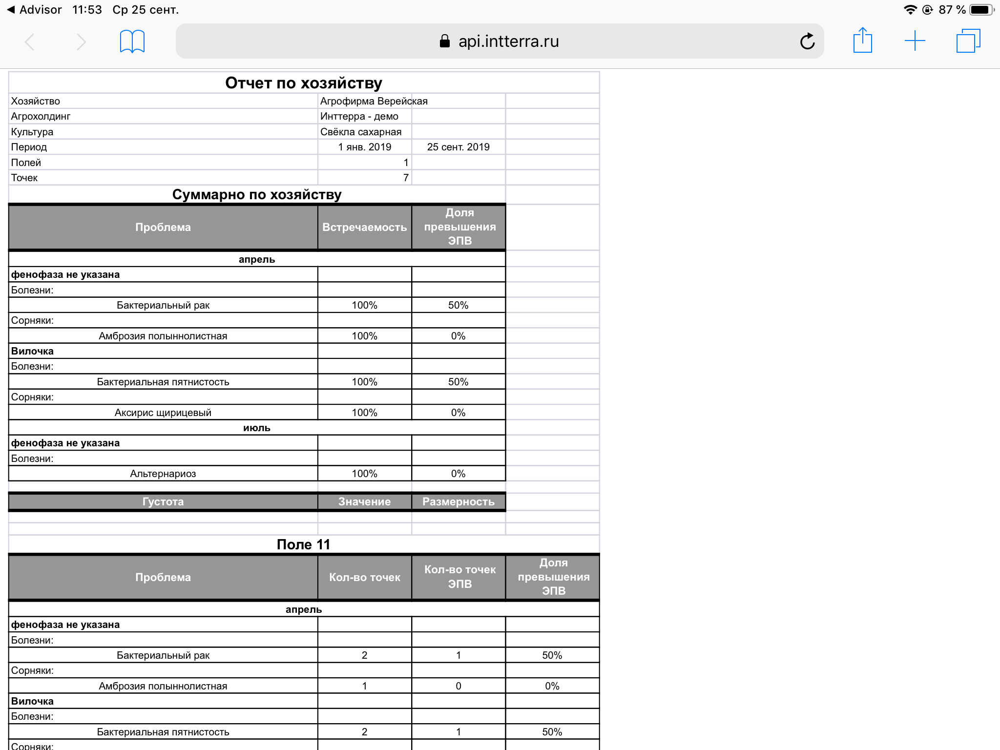 Advisor 11:53 Ср 25 сент. 87 %
api.intterra.ru
Отчет по хозяйству
Хозяйство Агрофирма Верейская
Агрохолдинг Инттерра - демо
Культура Свёкла сахарная
Период 1 янв. 2019 25 сент. 2019
Полей 1
Точек 7
Суммарно по хозяйству
Проблема Встречаемость Доля превышения ЭПВ
апрель
фенофаза не указана
Болезни:
Бактериальный рак 100% 50%
Сорняки:
Амброзия полыннолистная 100% 0%
Вилочка
Болезни:
Бактериальная пятнистость 100% 50%
Сорняки:
Аксирис щирицевый 100% 0%
июль
фенофаза не указана
Болезни:
Альтернариоз 100% 0%
Густота Значение Размерность
Поле 11
Проблема Кол-во точек Кол-во точек ЭПВ Доля превышения ЭПВ
апрель
фенофаза не указана
Болезни:
Бактериальный рак 2 1 50%
Сорняки:
Амброзия полыннолистная 1 0 0%
Вилочка
Болезни:
Бактериальная пятнистость 2 1 50%
Сорняки: